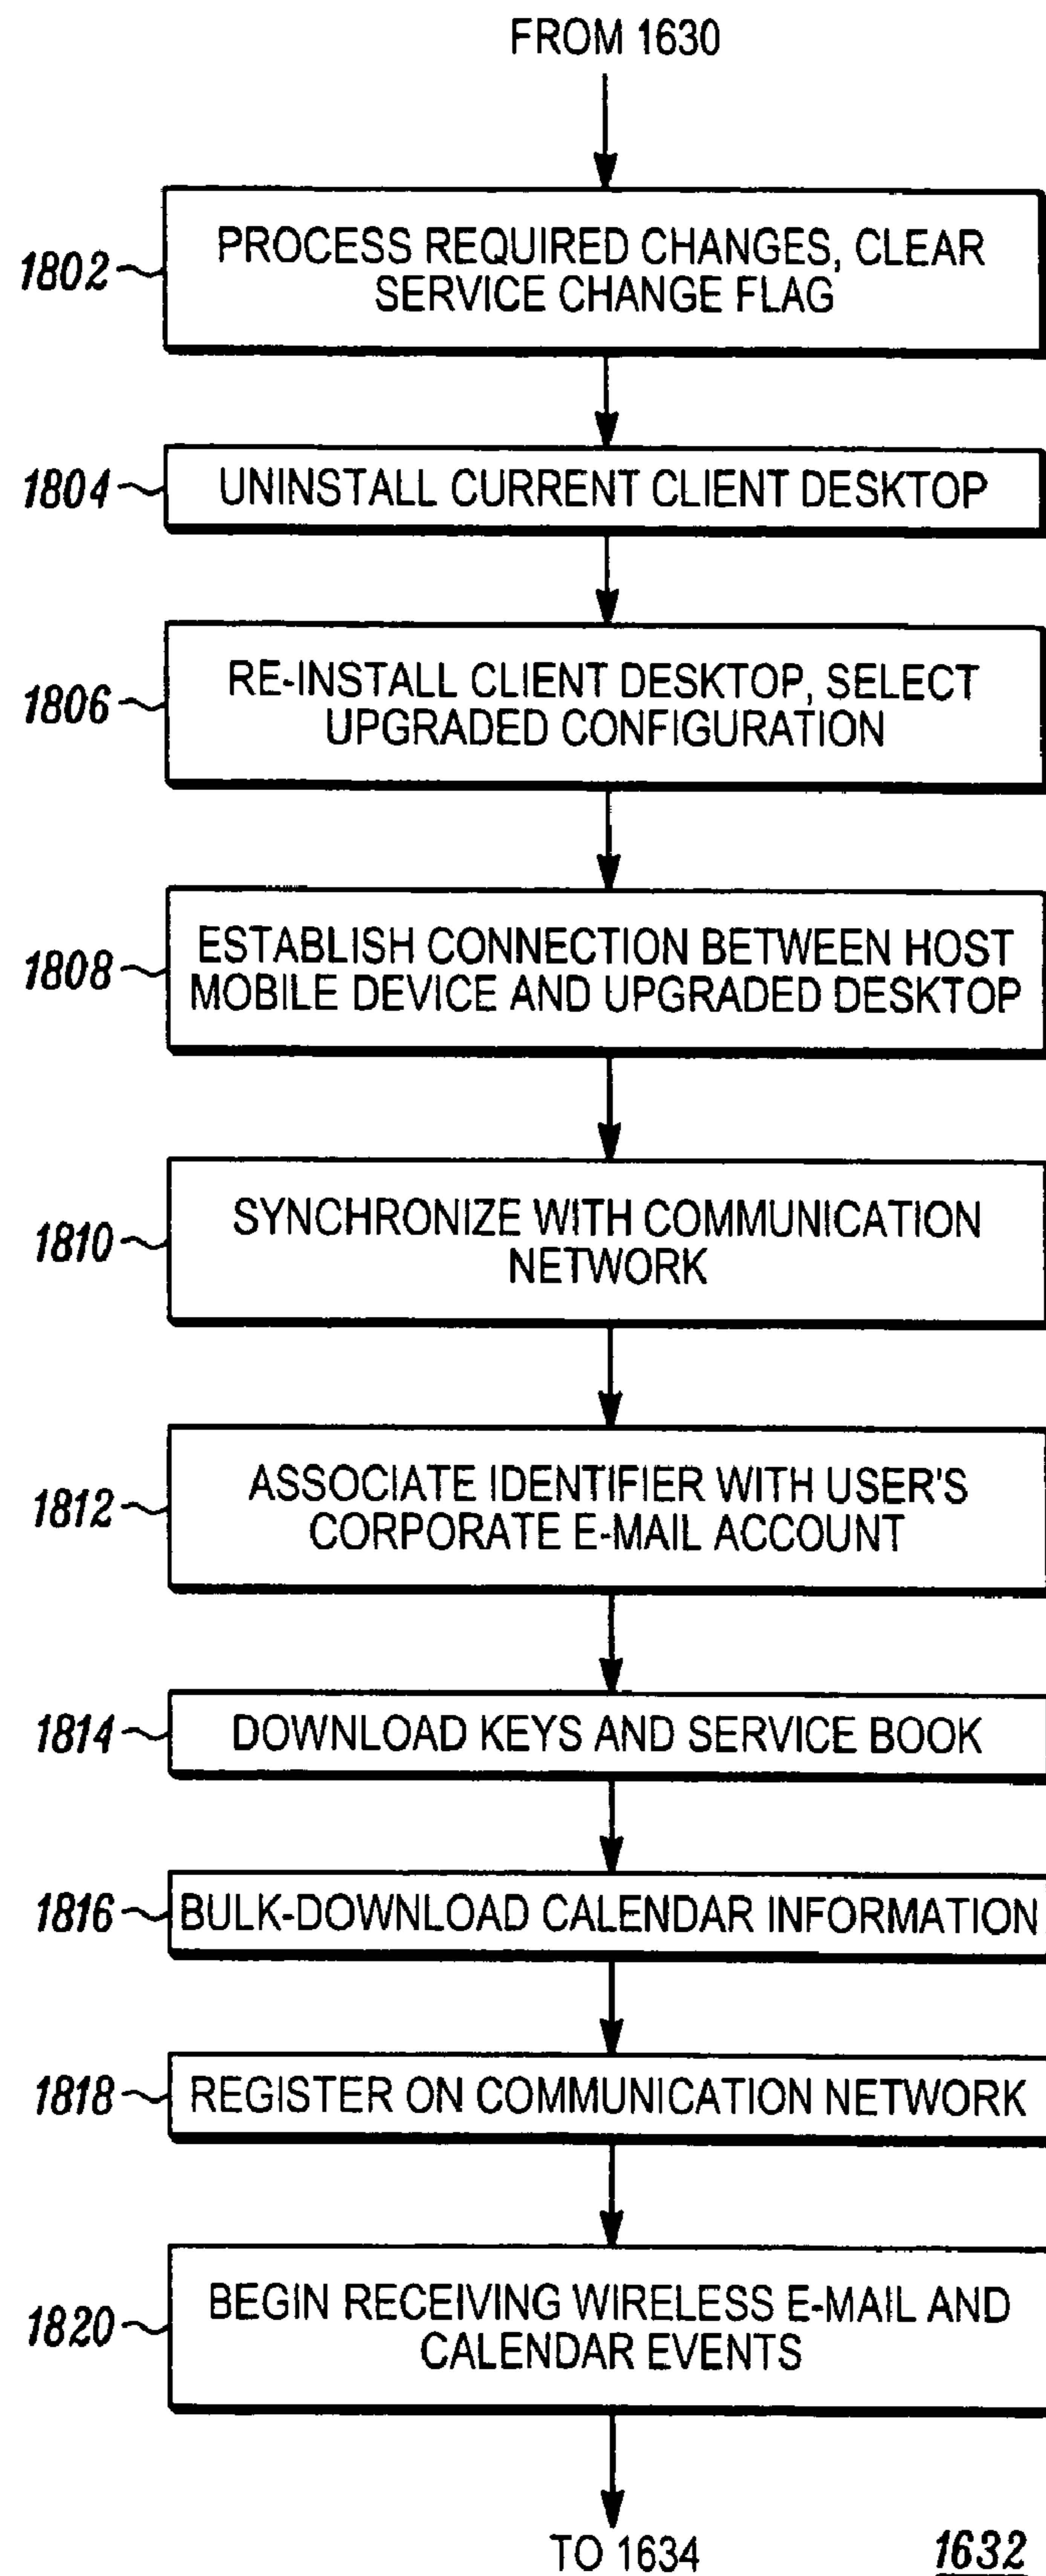 FROM 1630
1802
PROCESS REQUIRED CHANGES, CLEAR
SERVICE CHANGE FLAG
1804
UNINSTALL CURRENT CLIENT DESKTOP
1806
RE-INSTALL CLIENT DESKTOP, SELECT
UPGRADED CONFIGURATION
1808
ESTABLISH CONNECTION BETWEEN HOST
MOBILE DEVICE AND UPGRADED DESKTOP
1810
SYNCHRONIZE WITH COMMUNICATION
NETWORK
1812
ASSOCIATE IDENTIFIER WITH USER'S
CORPORATE E-MAIL ACCOUNT
1814
DOWNLOAD KEYS AND SERVICE BOOK
1816
BULK-DOWNLOAD CALENDAR INFORMATION
1818
REGISTER ON COMMUNICATION NETWORK
1820
BEGIN RECEIVING WIRELESS E-MAIL AND
CALENDAR EVENTS
TO 1634
1632